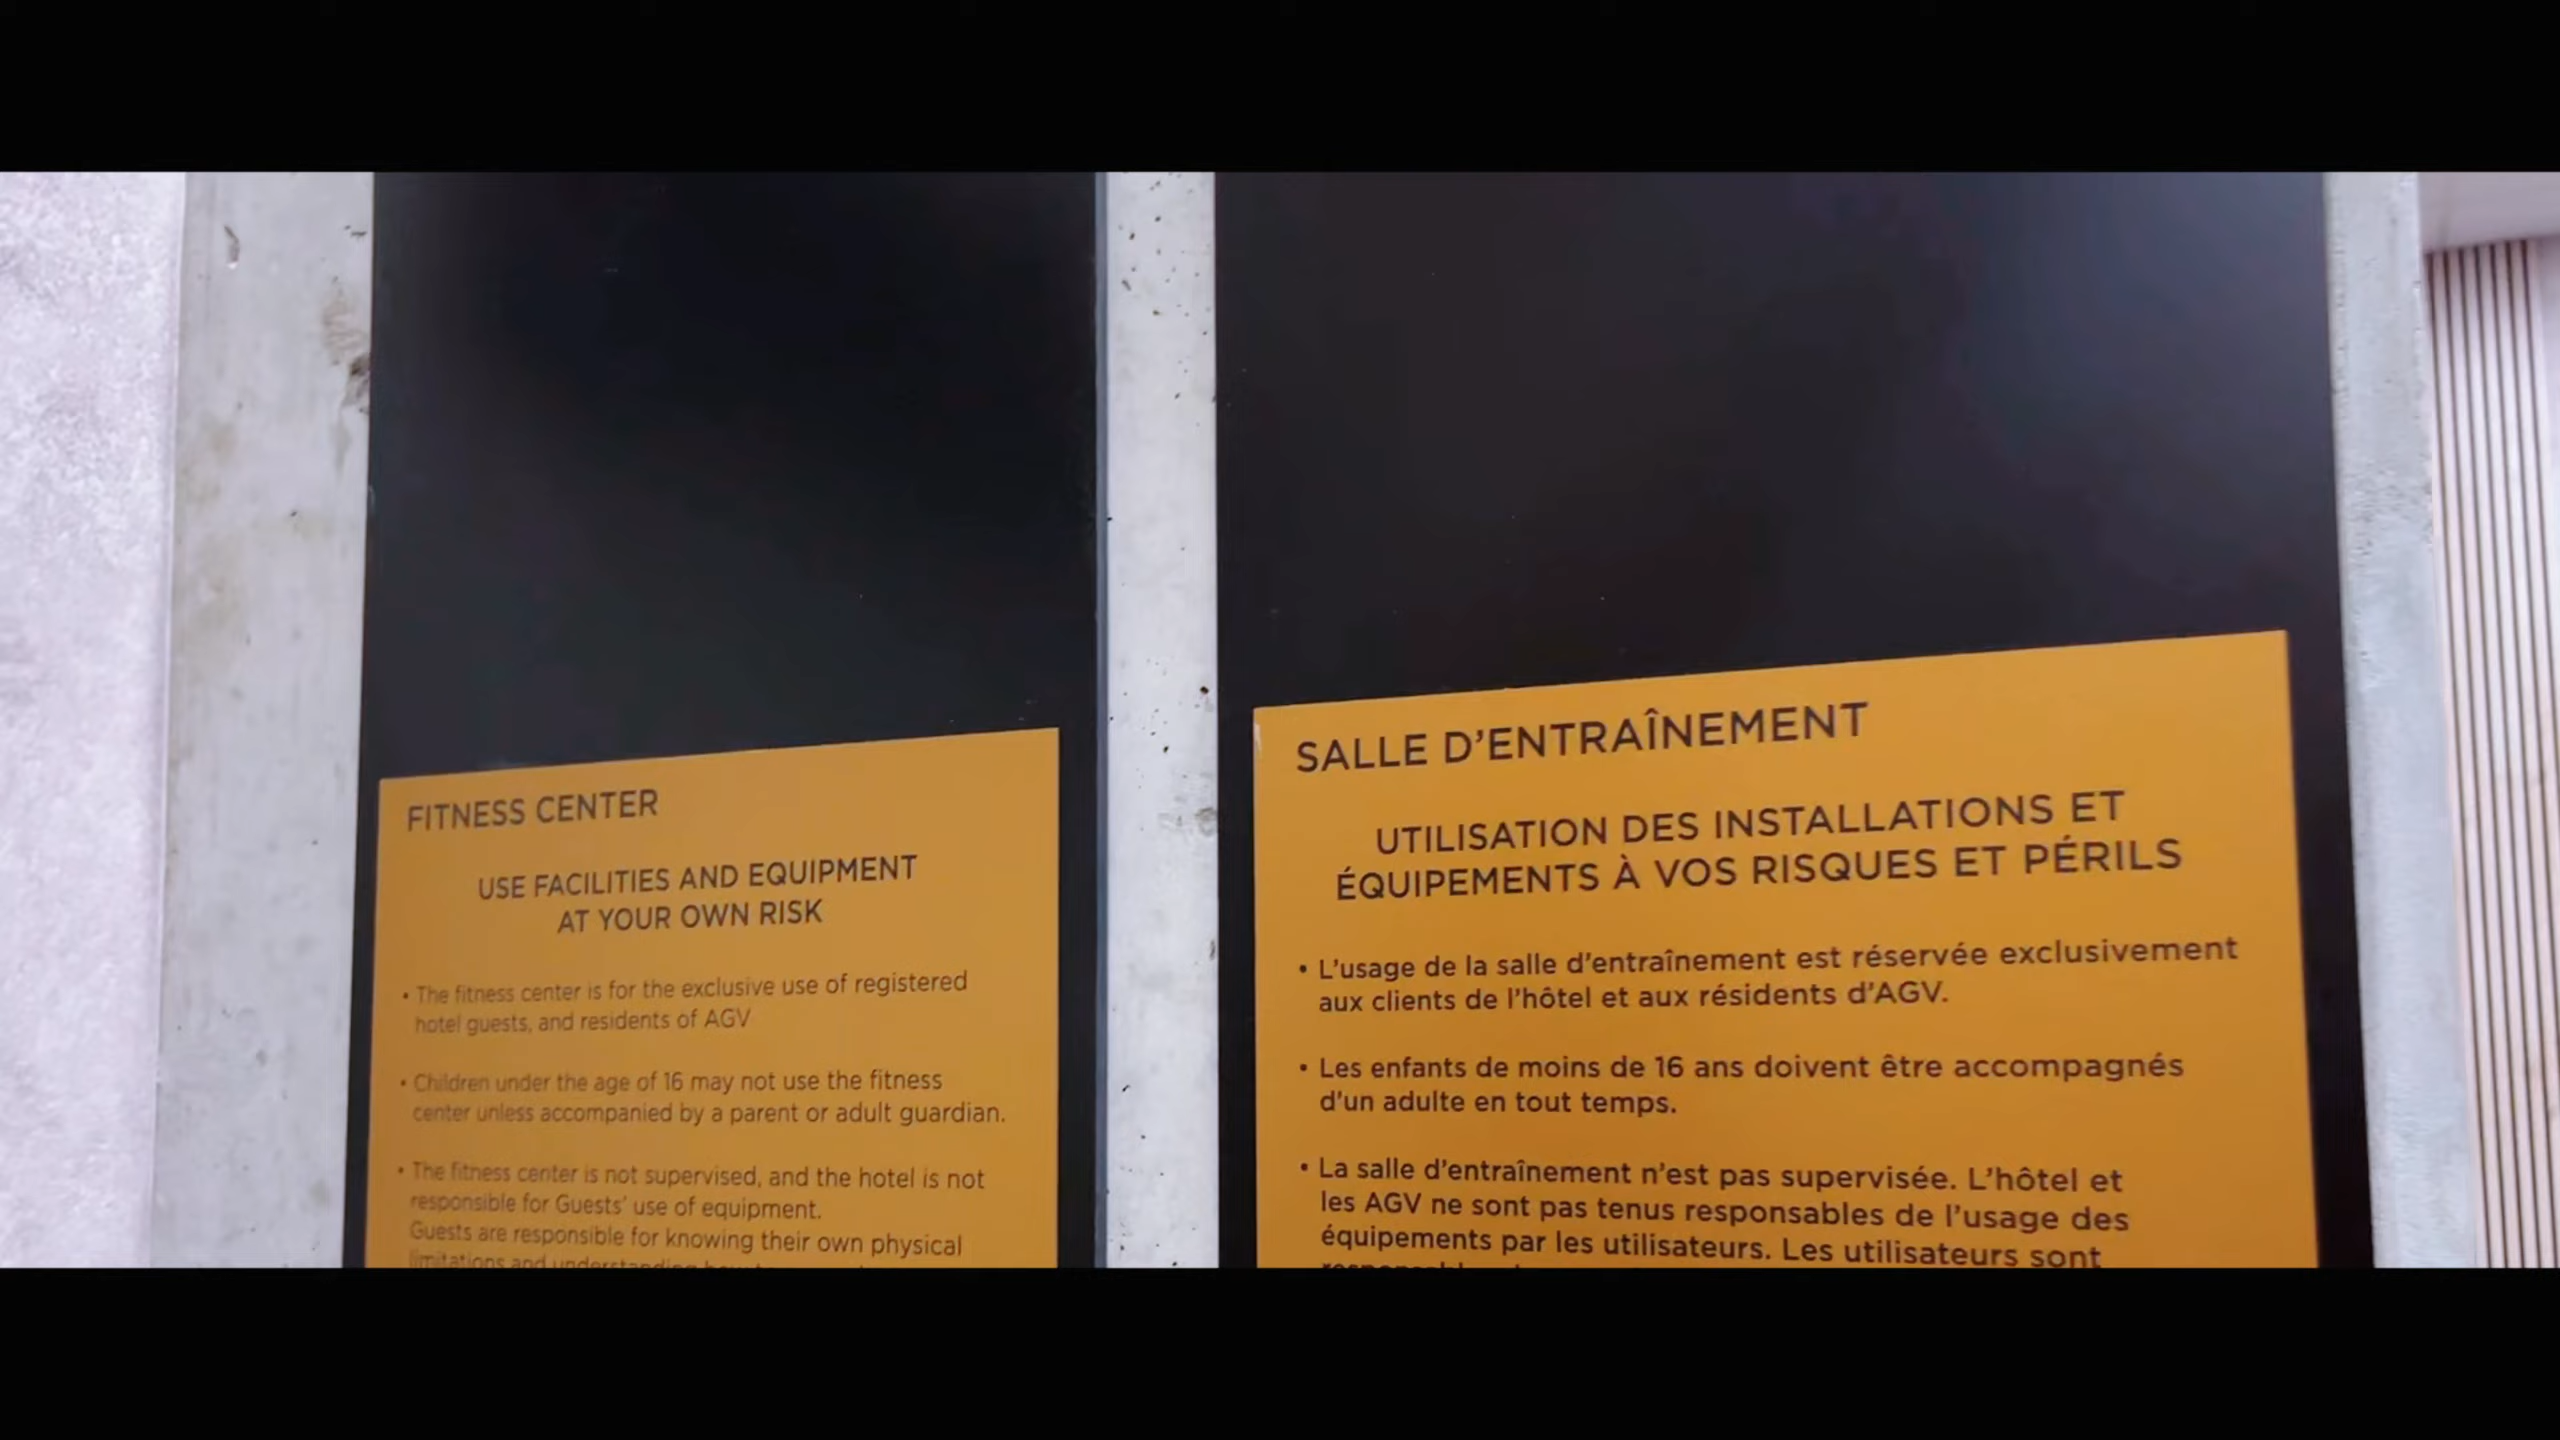 FITNESS CENTER
USE FACILITIES AND EQUIPMENT
AT YOUR OWN RISK
• The fitness center is for the exclusive use of registered
hotel guests, and residents of AGV
• Children under the age of 16 may not use the fitness
center unless accompanied by a parent or adult guardian.
• The fitness center is not supervised, and the hotel is not
responsible for Guests' use of equipment.
Guests are responsible for knowing their own physical
limitations and understanding
SALLE D'ENTRAÎNEMENT
UTILISATION DES INSTALLATIONS ET
ÉQUIPEMENTS À VOS RISQUES ET PÉRILS
• L'usage de la salle d'entraînement est réservée exclusivement
aux clients de l'hôtel et aux résidents d'AGV.
• Les enfants de moins de 16 ans doivent être accompagnés
d'un adulte en tout temps.
• La salle d'entraînement n'est pas supervisée. L'hôtel et
les AGV ne sont pas tenus responsables de l'usage des
équipements par les utilisateurs. Les utilisateurs sont